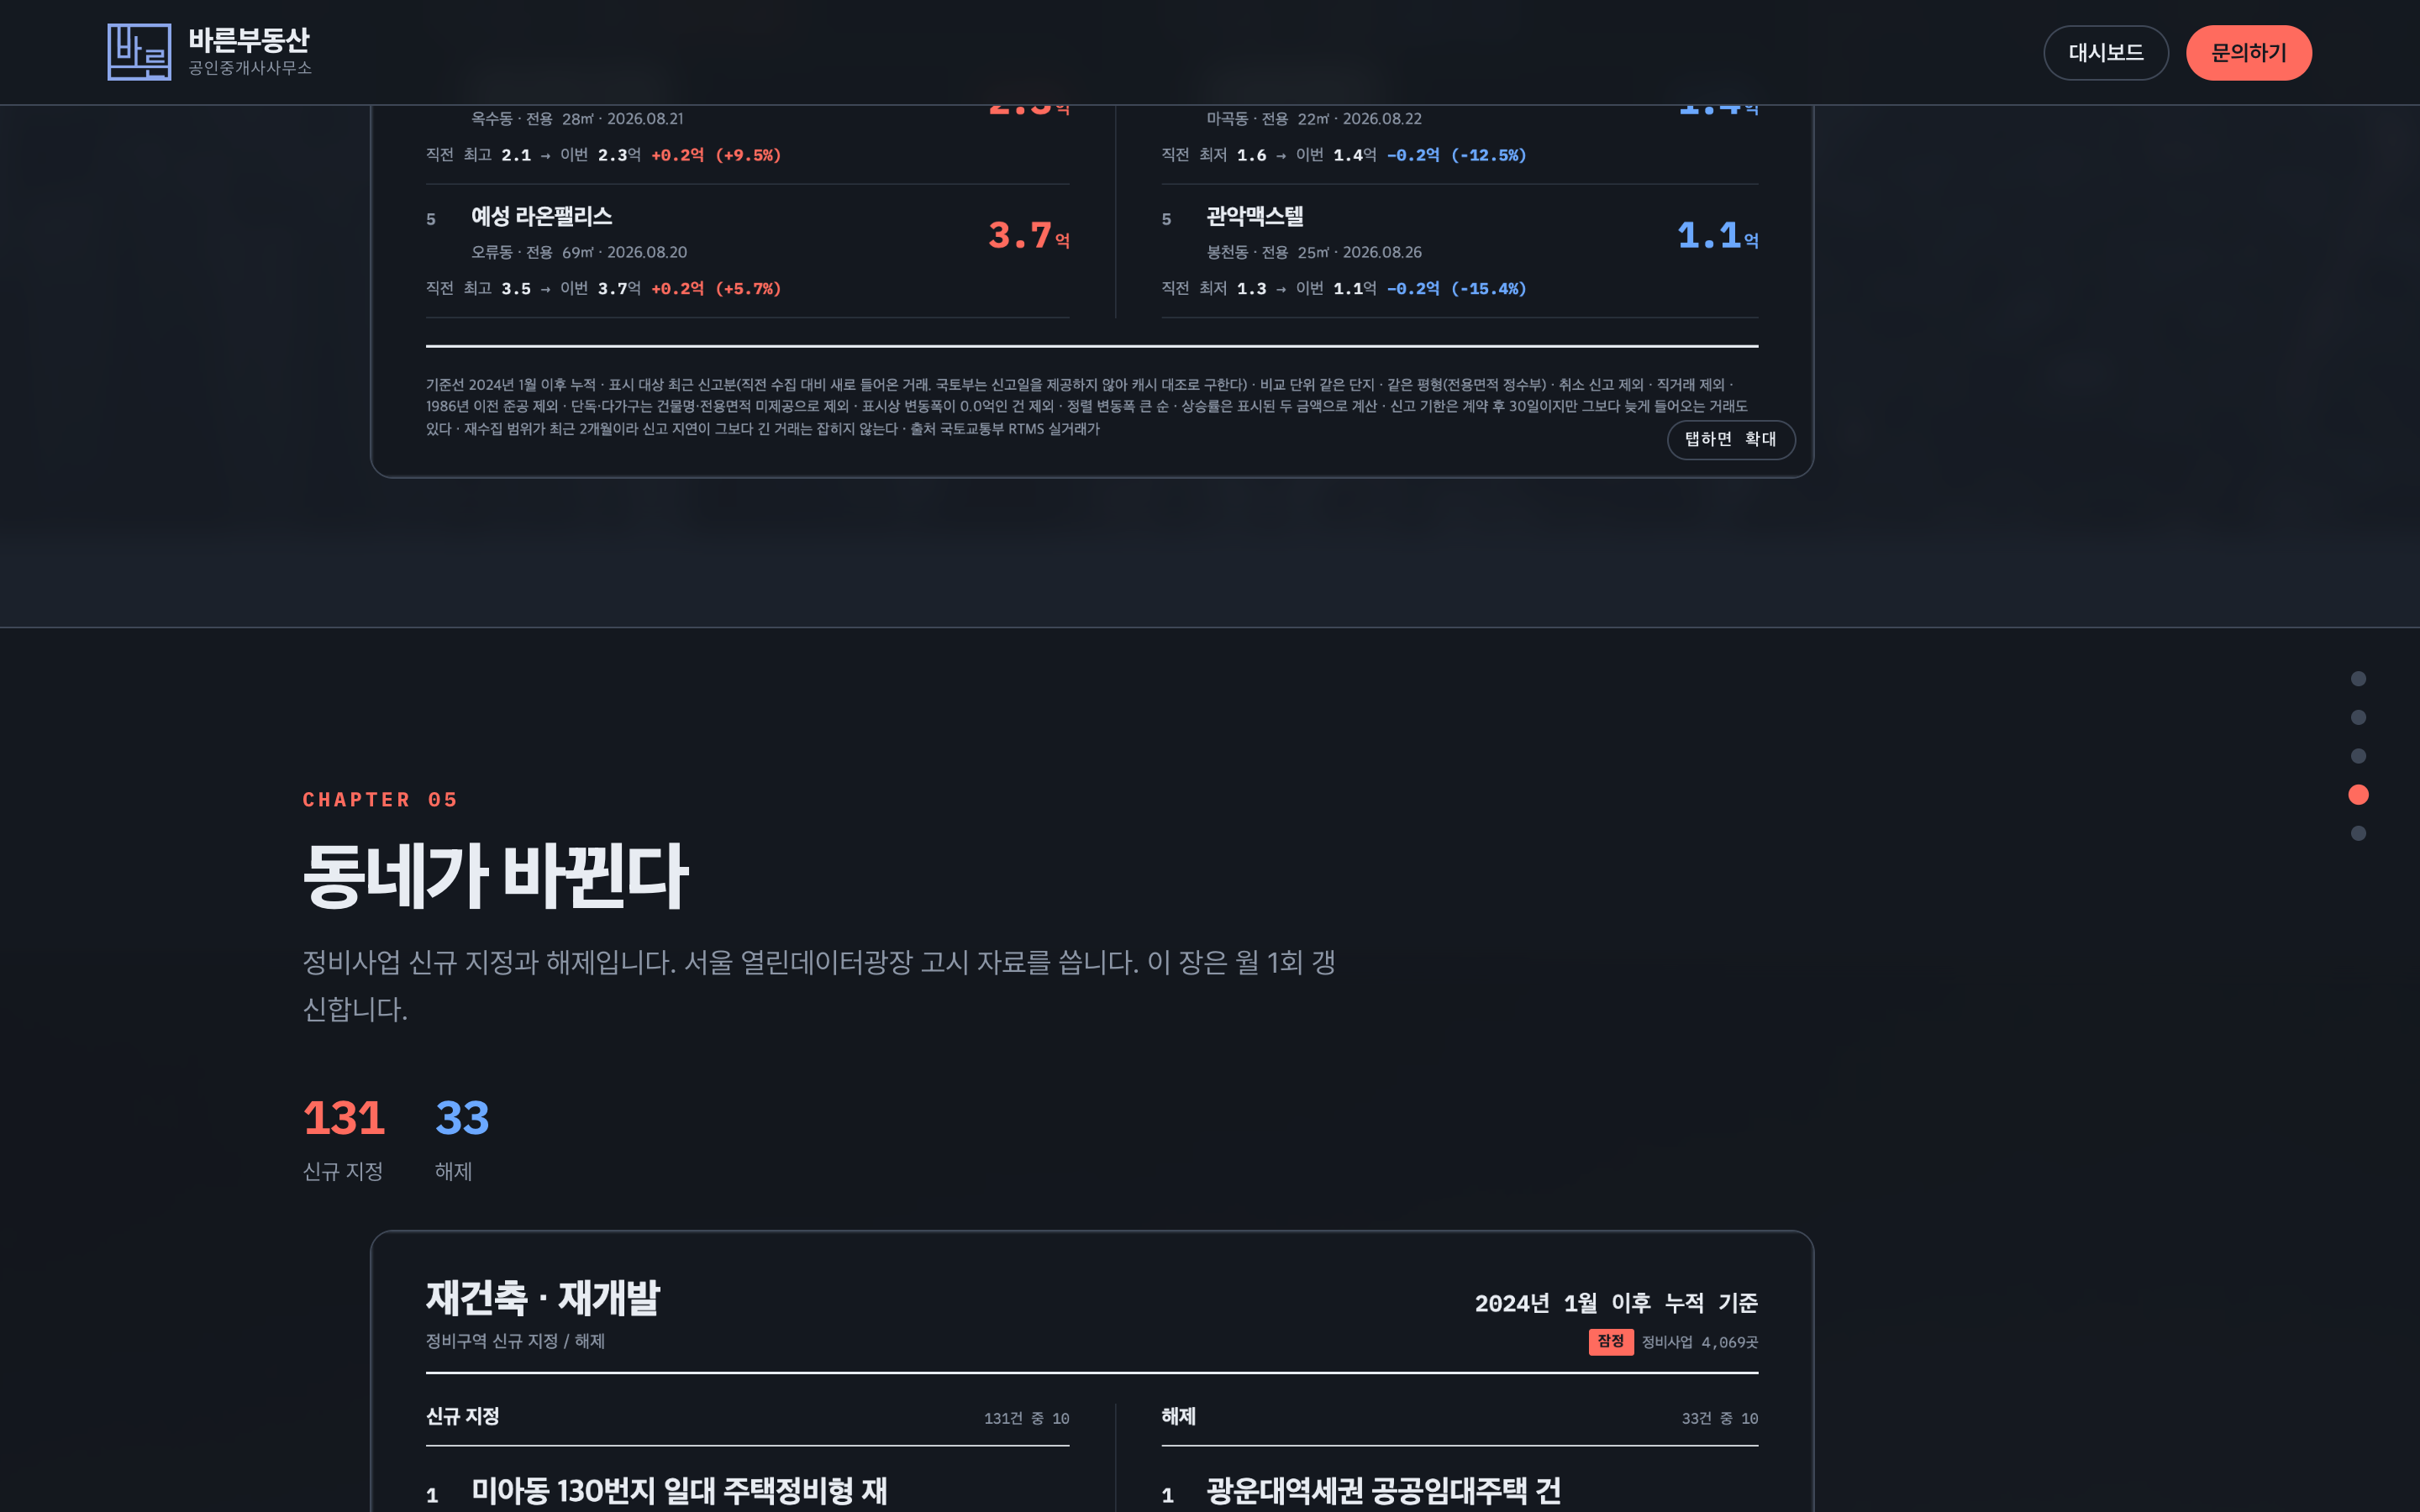 바른
바른부동산
공인중개사사무소
대시보드
문의하기
옥수동 · 전용 28㎡ · 2026.08.21
직전 최고 2.1 → 이번 2.3억 +0.2억 (+9.5%)
5 예성 라온팰리스
3.7억
오류동 · 전용 69㎡ · 2026.08.20
직전 최고 3.5 → 이번 3.7억 +0.2억 (+5.7%)
마곡동 · 전용 22㎡ · 2026.08.22
직전 최저 1.6 → 이번 1.4억 −0.2억 (-12.5%)
5 관악맥스텔
1.1억
봉천동 · 전용 25㎡ · 2026.08.26
직전 최저 1.3 → 이번 1.1억 −0.2억 (-15.4%)
기준선 2024년 1월 이후 누적 · 표시 대상 최근 신고분(직전 수집 대비 새로 들어온 거래. 국토부는 신고일을 제공하지 않아 캐시 대조로 구한다) · 비교 단위 같은 단지 · 같은 평형(전용면적 정수부) · 취소 신고 제외 · 직거래 제외 ·
1986년 이전 준공 제외 · 단독·다가구는 건물명·전용면적 미제공으로 제외 · 표시상 변동폭이 0.0억인 건 제외 · 정렬 변동폭 큰 순 · 상승률은 표시된 두 금액으로 계산 · 신고 기한은 계약 후 30일이지만 그보다 늦게 들어오는 거래도
있다 · 재수집 범위가 최근 2개월이라 신고 지연이 그보다 긴 거래는 잡히지 않는다 · 출처 국토교통부 RTMS 실거래가
탭하면 확대
CHAPTER 05
동네가 바뀐다
정비사업 신규 지정과 해제입니다. 서울 열린데이터광장 고시 자료를 씁니다. 이 장은 월 1회 갱
신합니다.
131 33
신규 지정 해제
재건축 · 재개발
2024년 1월 이후 누적 기준
정비구역 신규 지정 / 해제
잠정 정비사업 4,069곳
신규 지정 131건 중 10
해제 33건 중 10
1 미아동 130번지 일대 주택정비형 재
1 광운대역세권 공공임대주택 건